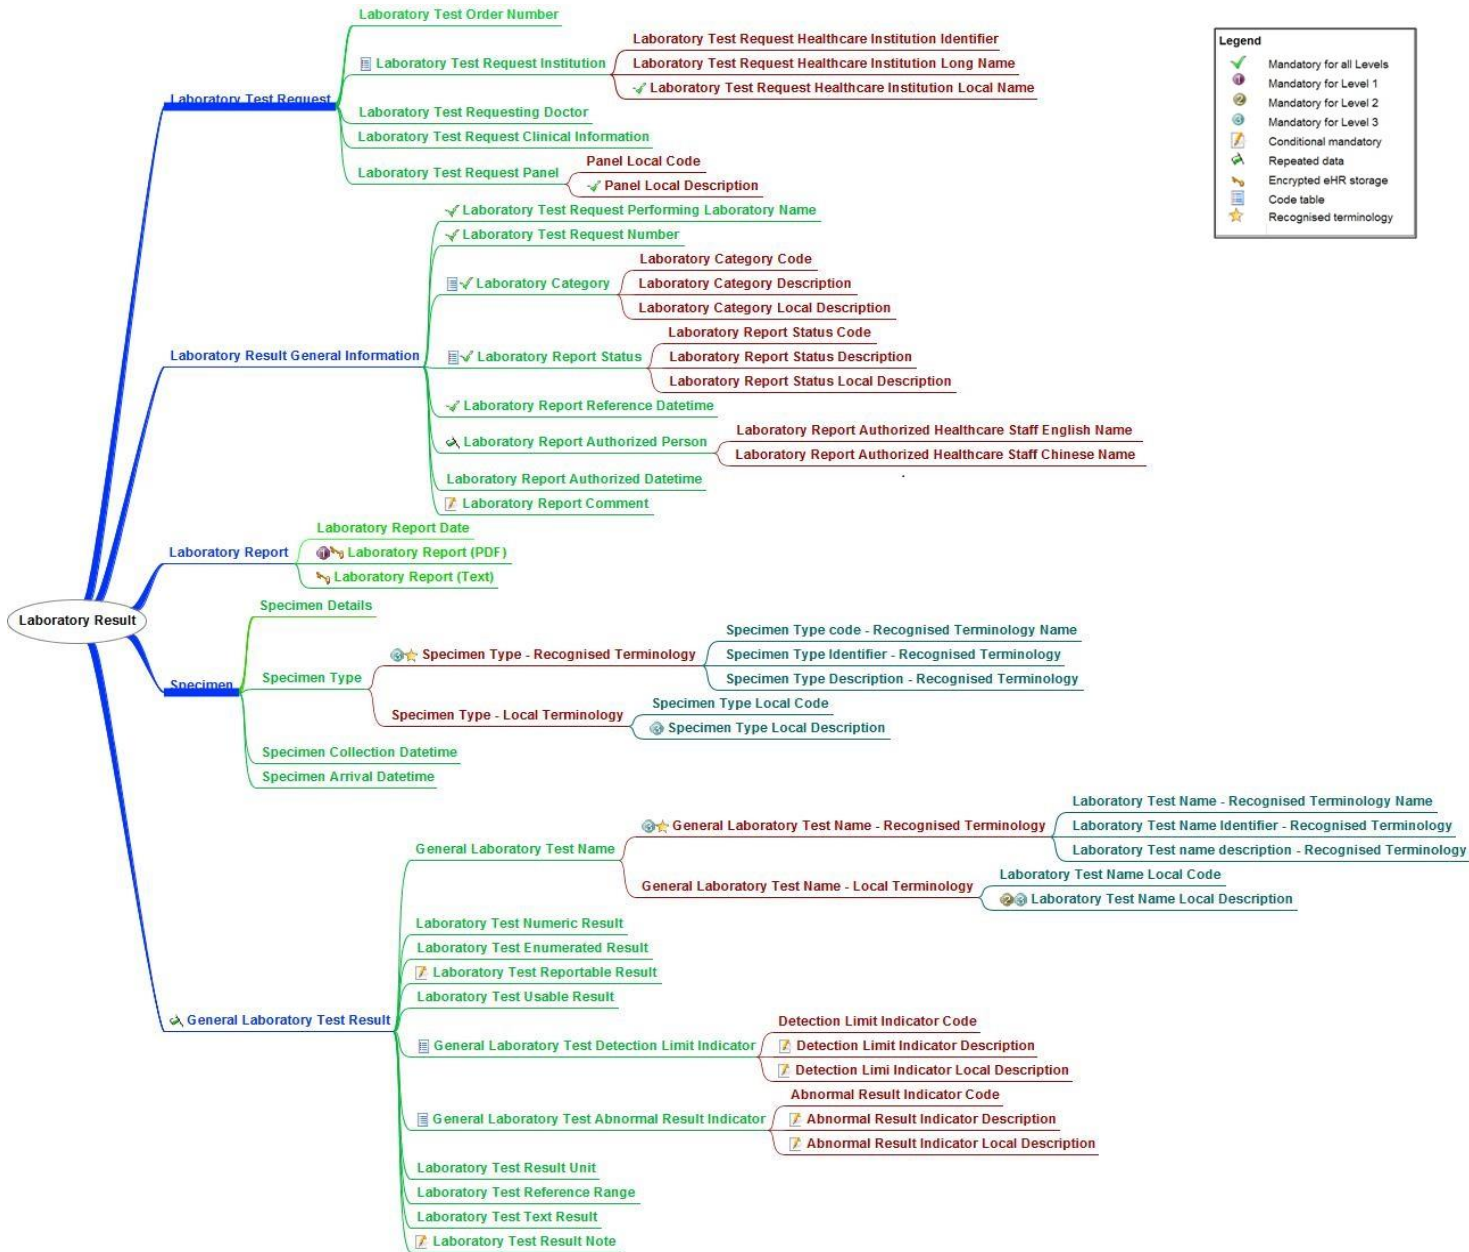 Laboratory Test Order Number
Laboratory Test Request Healthcare Institution Identifier
Laboratory Test Request Institution
Laboratory Test Request Healthcare Institution Long Name
Laboratory Test Request Healthcare Institution Local Name
Laboratory Test Request
Laboratory Test Requesting Doctor
Laboratory Test Request Clinical Information
Laboratory Test Request Panel
Panel Local Code
Panel Local Description
Legend
Mandatory for all Levels
1 Mandatory for Level 1
2 Mandatory for Level 2
3 Mandatory for Level 3
Conditional mandatory
Repeated data
Encrypted eHR storage
Code table
Recognised terminology
Laboratory Test Request Performing Laboratory Name
Laboratory Test Request Number
Laboratory Category
Laboratory Category Code
Laboratory Category Description
Laboratory Category Local Description
Laboratory Result General Information
Laboratory Report Status
Laboratory Report Status Code
Laboratory Report Status Description
Laboratory Report Status Local Description
Laboratory Report Reference Datetime
Laboratory Report Authorized Person
Laboratory Report Authorized Healthcare Staff English Name
Laboratory Report Authorized Healthcare Staff Chinese Name
Laboratory Report Authorized Datetime
Laboratory Report Comment
Laboratory Report
Laboratory Report Date
1 Laboratory Report (PDF)
Laboratory Report (Text)
Laboratory Result
Specimen
Specimen Details
Specimen Type
3 Specimen Type - Recognised Terminology
Specimen Type code - Recognised Terminology Name
Specimen Type Identifier - Recognised Terminology
Specimen Type Description - Recognised Terminology
Specimen Type - Local Terminology
Specimen Type Local Code
3 Specimen Type Local Description
Specimen Collection Datetime
Specimen Arrival Datetime
General Laboratory Test Result
General Laboratory Test Name
3 General Laboratory Test Name - Recognised Terminology
Laboratory Test Name - Recognised Terminology Name
Laboratory Test Name Identifier - Recognised Terminology
Laboratory Test name description - Recognised Terminology
General Laboratory Test Name - Local Terminology
Laboratory Test Name Local Code
2 3 Laboratory Test Name Local Description
Laboratory Test Numeric Result
Laboratory Test Enumerated Result
Laboratory Test Reportable Result
Laboratory Test Usable Result
General Laboratory Test Detection Limit Indicator
Detection Limit Indicator Code
Detection Limit Indicator Description
Detection Limi Indicator Local Description
General Laboratory Test Abnormal Result Indicator
Abnormal Result Indicator Code
Abnormal Result Indicator Description
Abnormal Result Indicator Local Description
Laboratory Test Result Unit
Laboratory Test Reference Range
Laboratory Test Text Result
Laboratory Test Result Note